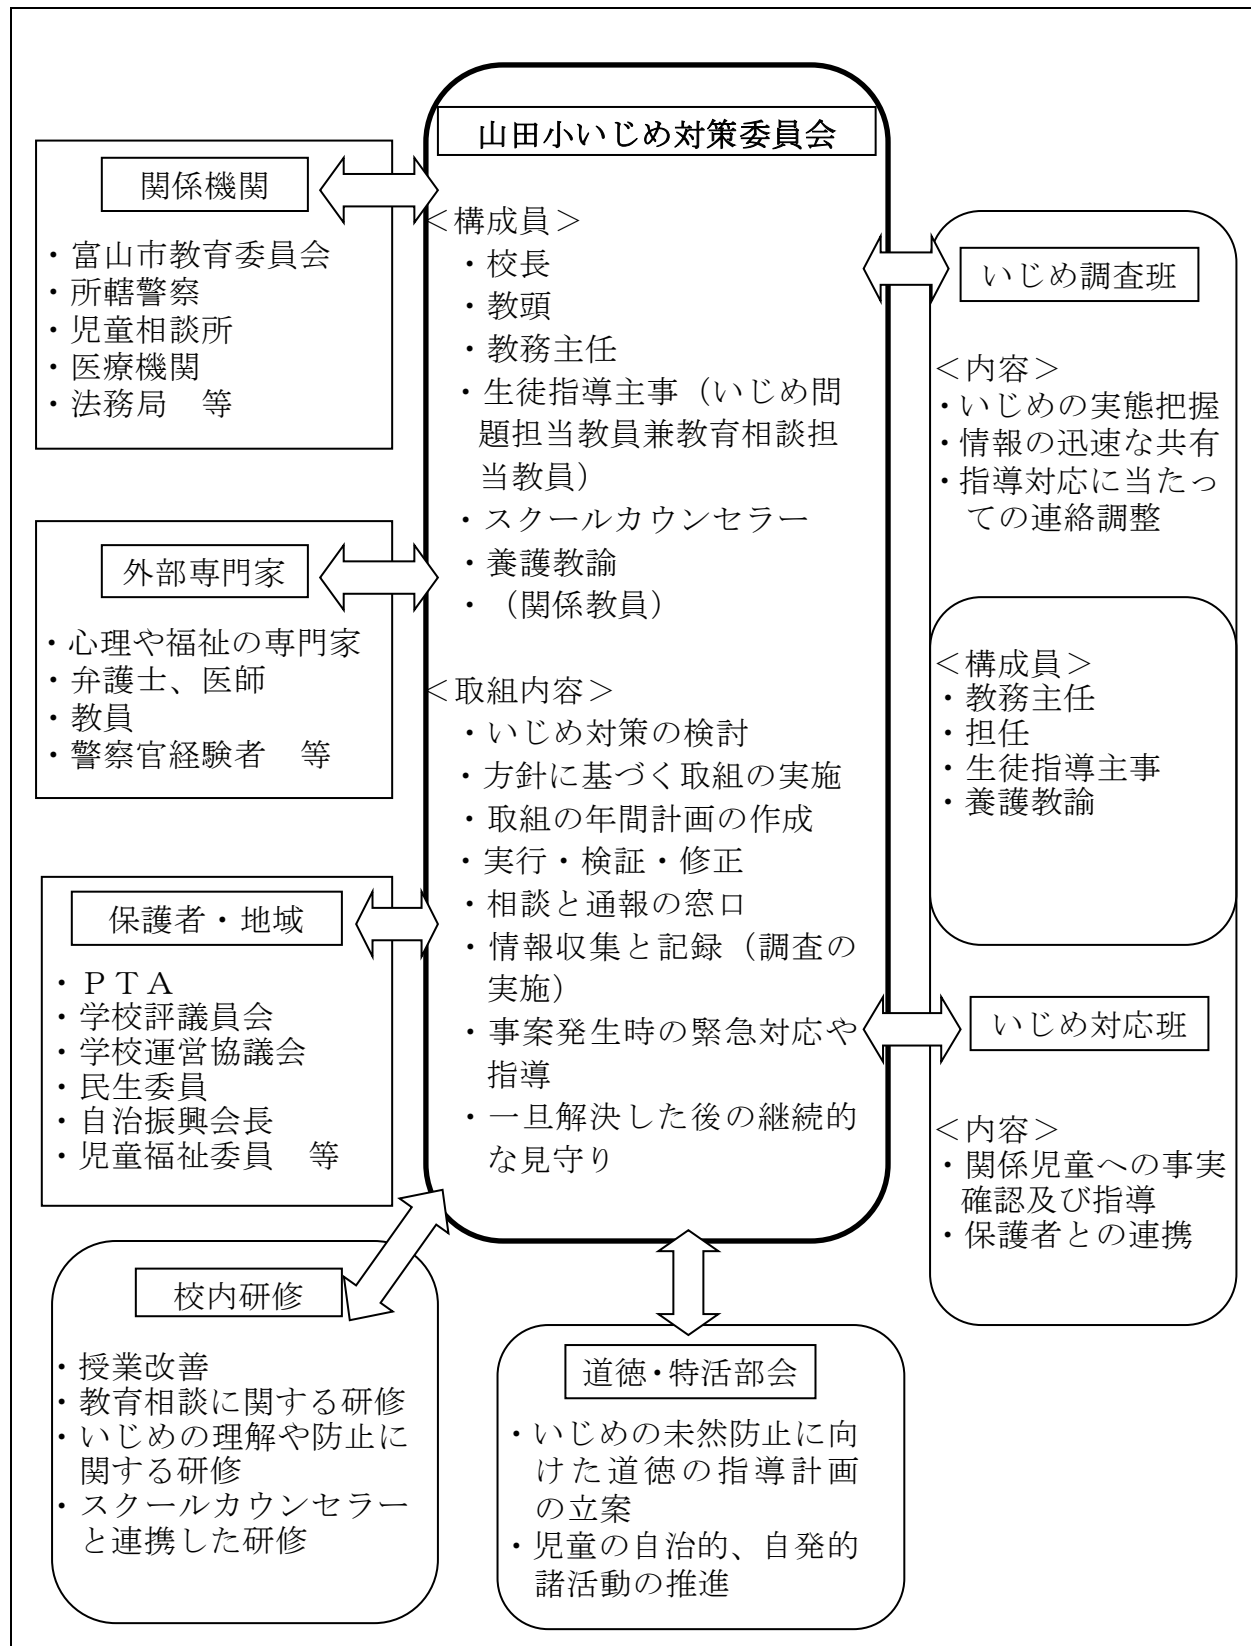 山田小いじめ対策委員会
＜構成員＞
・校長
・教頭
・教務主任
・生徒指導主事（いじめ問
題担当教員兼教育相談担
当教員）
・スクールカウンセラー
・養護教諭
・（関係教員）
＜取組内容＞
・いじめ対策の検討
・方針に基づく取組の実施
・取組の年間計画の作成
・実行・検証・修正
・相談と通報の窓口
・情報収集と記録（調査の
実施）
・事案発生時の緊急対応や
指導
・一旦解決した後の継続的
な見守り
関係機関
・富山市教育委員会
・所轄警察
・児童相談所
・医療機関
・法務局　等
外部専門家
・心理や福祉の専門家
・弁護士、医師
・教員
・警察官経験者　等
保護者・地域
・ＰＴＡ
・学校評議員会
・学校運営協議会
・民生委員
・自治振興会長
・児童福祉委員　等
校内研修
・授業改善
・教育相談に関する研修
・いじめの理解や防止に
関する研修
・スクールカウンセラー
と連携した研修
道徳・特活部会
・いじめの未然防止に向
けた道徳の指導計画
の立案
・児童の自治的、自発的
諸活動の推進
いじめ調査班
＜内容＞
・いじめの実態把握
・情報の迅速な共有
・指導対応に当たっ
ての連絡調整
＜構成員＞
・教務主任
・担任
・生徒指導主事
・養護教諭
いじめ対応班
＜内容＞
・関係児童への事実
確認及び指導
・保護者との連携